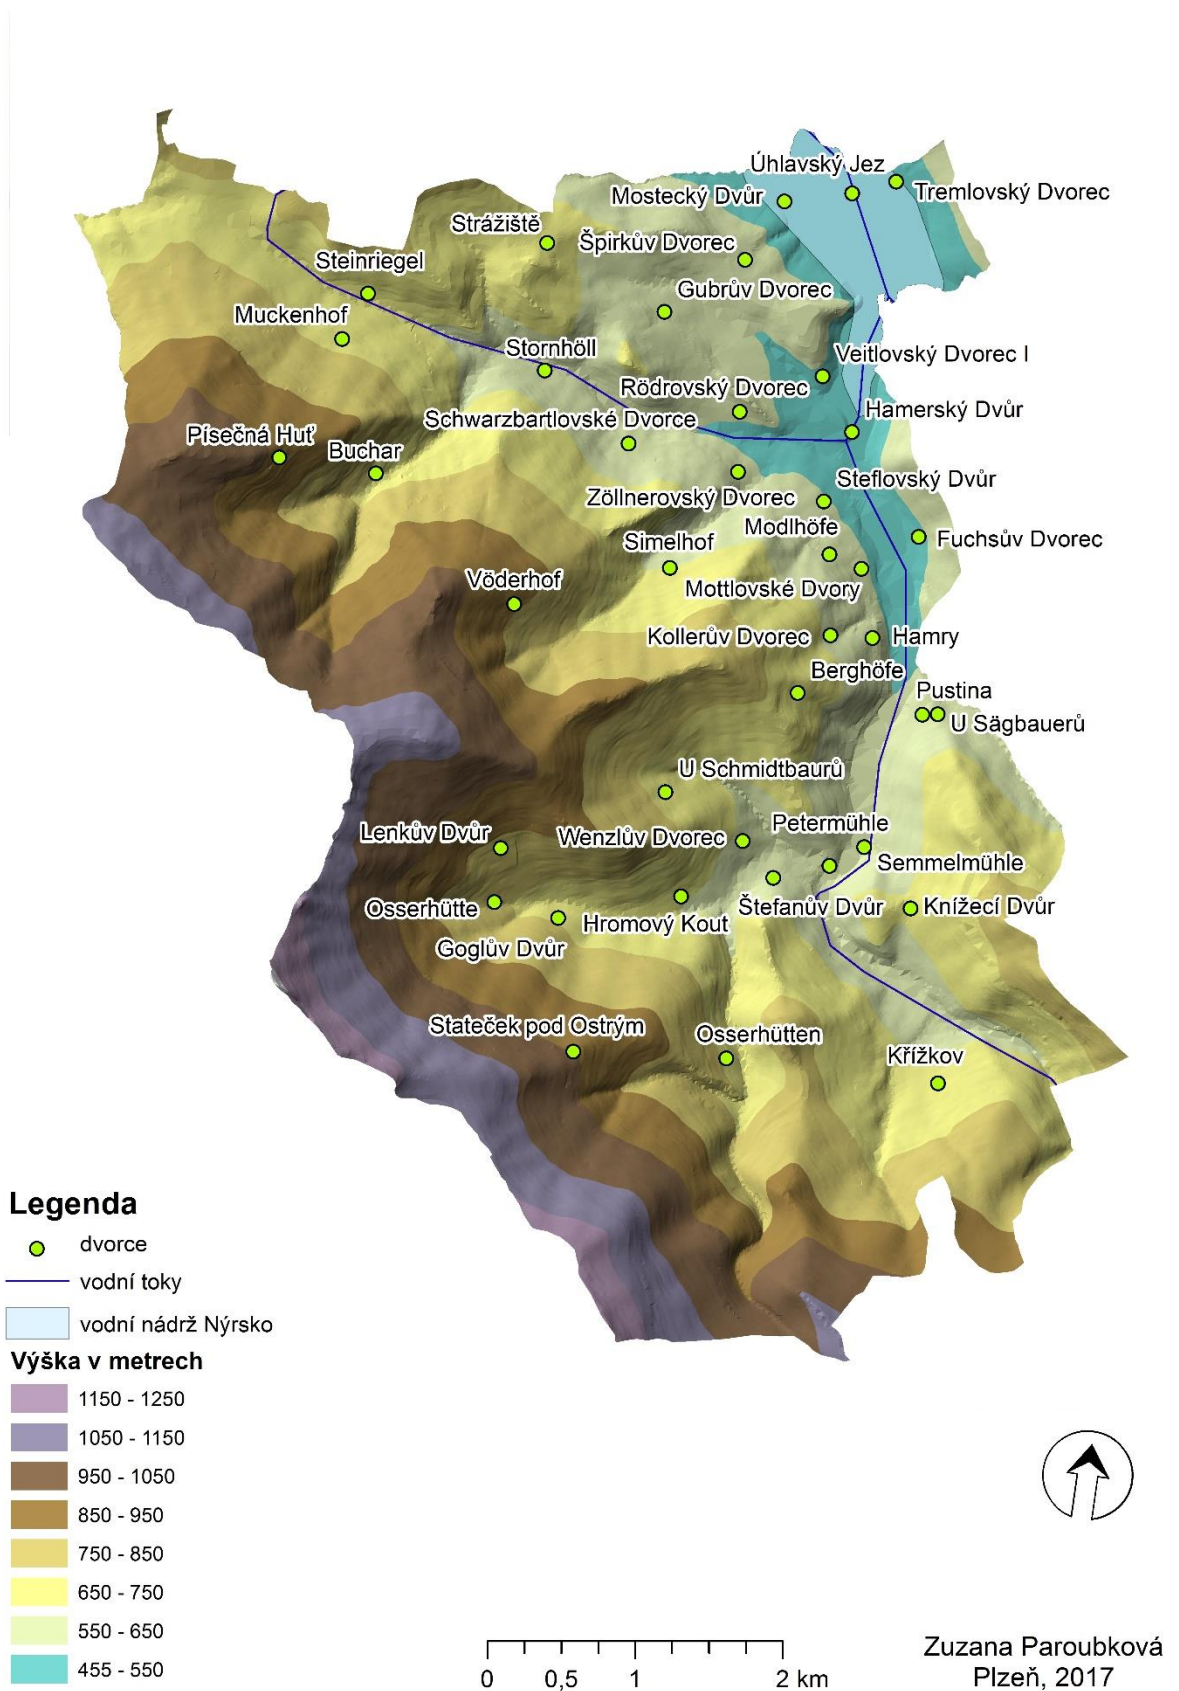 Úhlavský Jez
Mostecký Dvůr
Tremlovský Dvorec
Strážiště
Špirkův Dvorec
Steinriegel
Gubrův Dvorec
Muckenhof
Stornhöll
Veitlovský Dvorec I
Rödrovský Dvorec
Hamerský Dvůr
Schwarzbartlovské Dvorce
Písečná Huť
Buchar
Steflovský Dvůr
Zöllnerovský Dvorec
Modlhöfe
Simelhof
Fuchsův Dvorec
Vöderhof
Mottlovské Dvory
Kollerův Dvorec
Hamry
Berghöfe
Pustina
U Sägbauerů
U Schmidtbaurů
Lenkův Dvůr
Wenzlův Dvorec
Petermühle
Semmelmühle
Osserhütte
Štefanův Dvůr
Knížecí Dvůr
Hromový Kout
Goglův Dvůr
Stateček pod Ostrým
Osserhütten
Křížkov
Legenda
dvorce
vodní toky
vodní nádrž Nýrsko
Výška v metrech
1150 - 1250
1050 - 1150
950 - 1050
850 - 950
750 - 850
650 - 750
550 - 650
455 - 550
0 0,5 1 2 km
Zuzana Paroubková
Plzeň, 2017